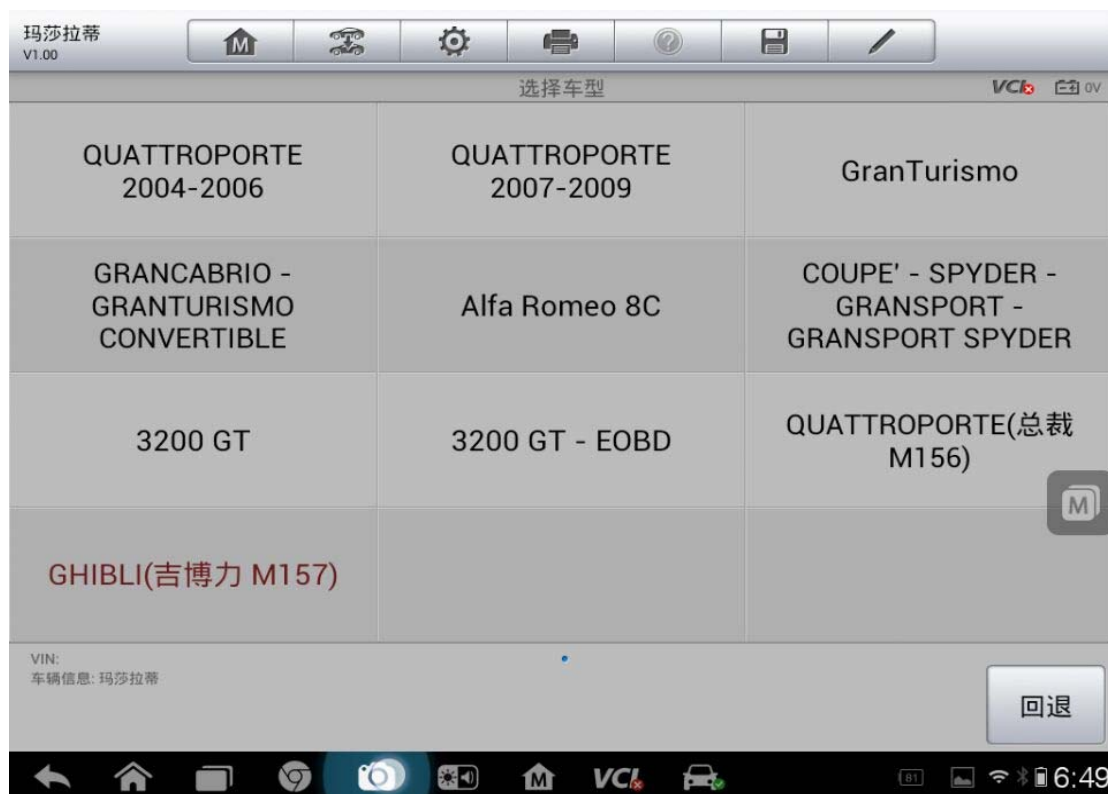 玛莎拉蒂
V1.00
M
选择车型
VCI
0V
QUATTROPORTE
2004-2006
QUATTROPORTE
2007-2009
GranTurismo
GRANCABRIO -
GRANTURISMO
CONVERTIBLE
Alfa Romeo 8C
COUPE' - SPYDER -
GRANSPORT -
GRANSPORT SPYDER
3200 GT
3200 GT - EOBD
QUATTROPORTE(总裁
M156)
M
GHIBLI(吉博力 M157)
VIN:
车辆信息: 玛莎拉蒂
回退
M
VCI
81
6:49